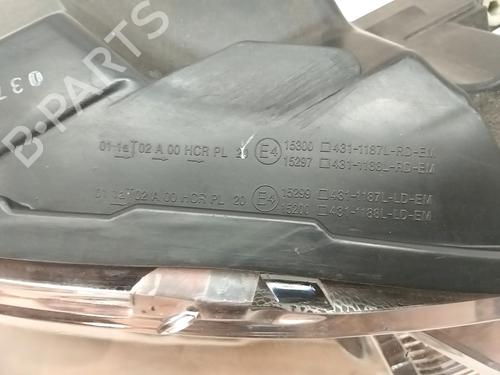 B-PARTS
01 1a 02 A 00 HCR PL 20 E4 15300 431-1187L-RD-EM
15297 431-1188L-RD-EM
01 1a 02 A 00 HCR PL 20 E4 15299 431-1187L-LD-EM
431-1188L-LD-EM